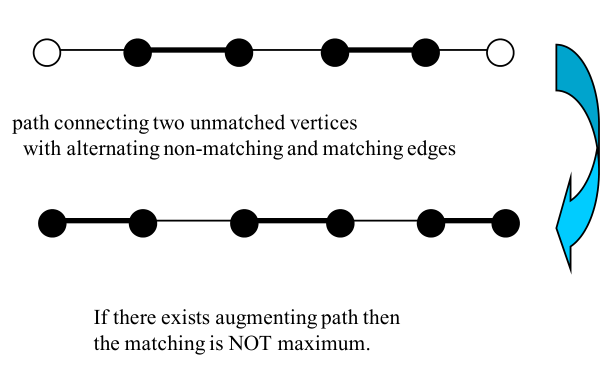 path connecting two unmatched vertices
with alternating non-matching and matching edges
If there exists augmenting path then
the matching is NOT maximum.